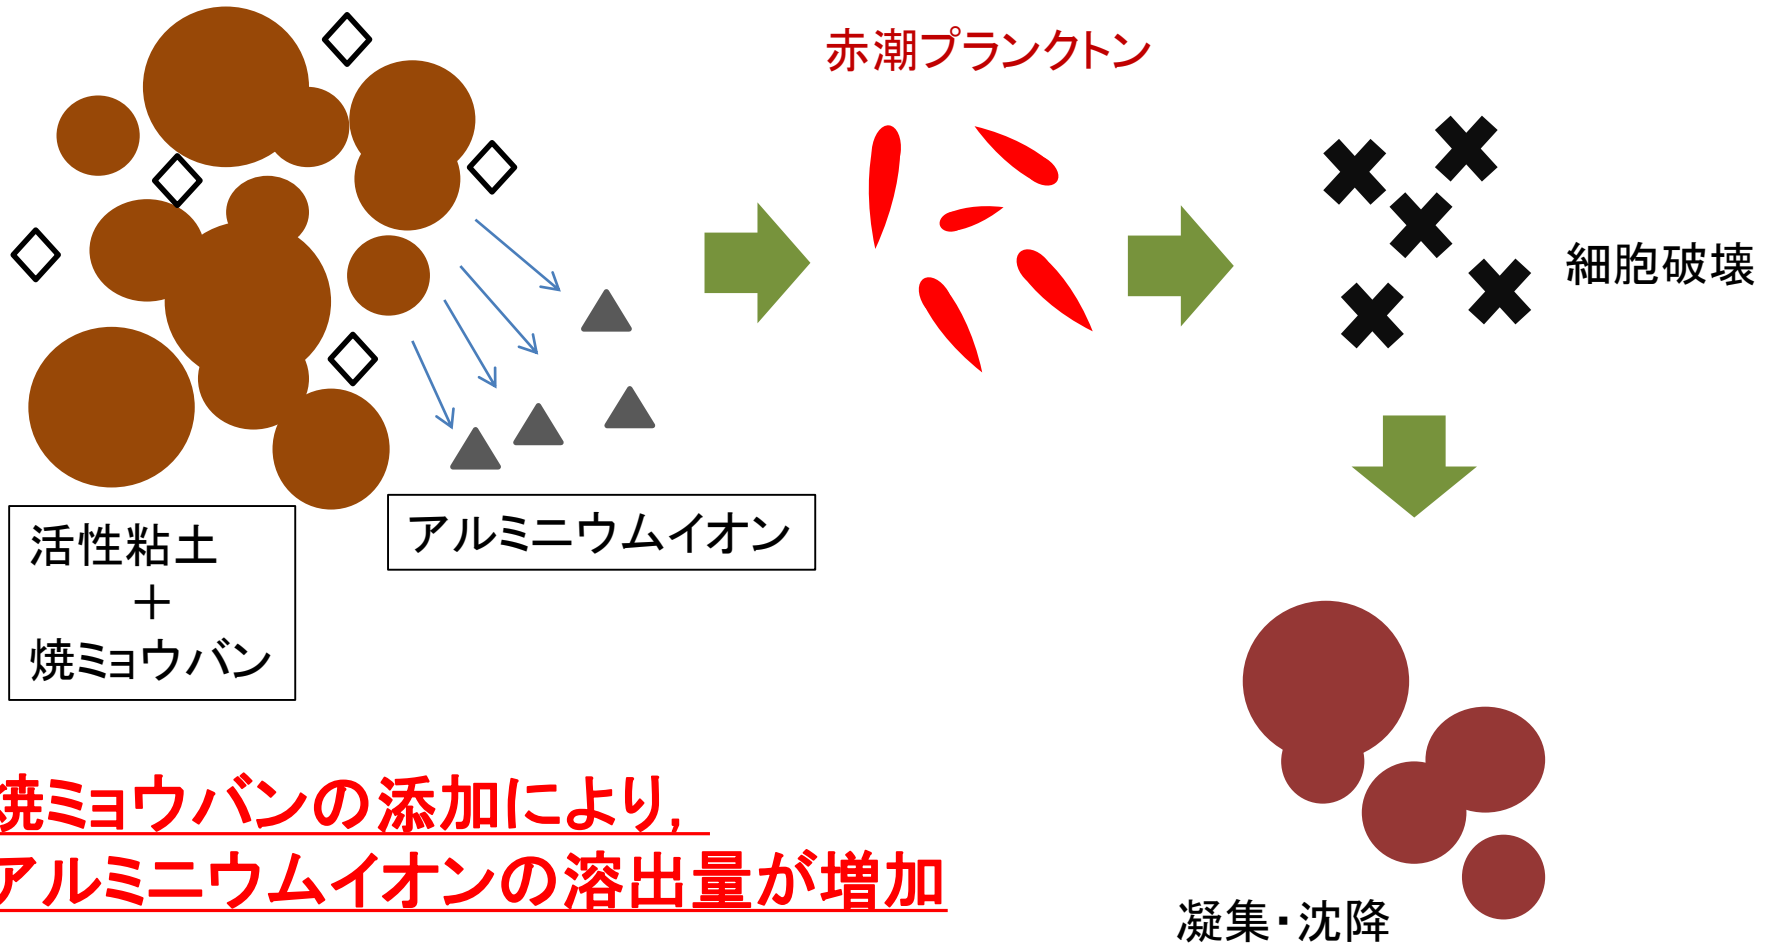 赤潮プランクトン
細胞破壊
アルミニウムイオン
活性粘土
＋
焼ミョウバン
焼ミョウバンの添加により,
アルミニウムイオンの溶出量が増加
凝集・沈降